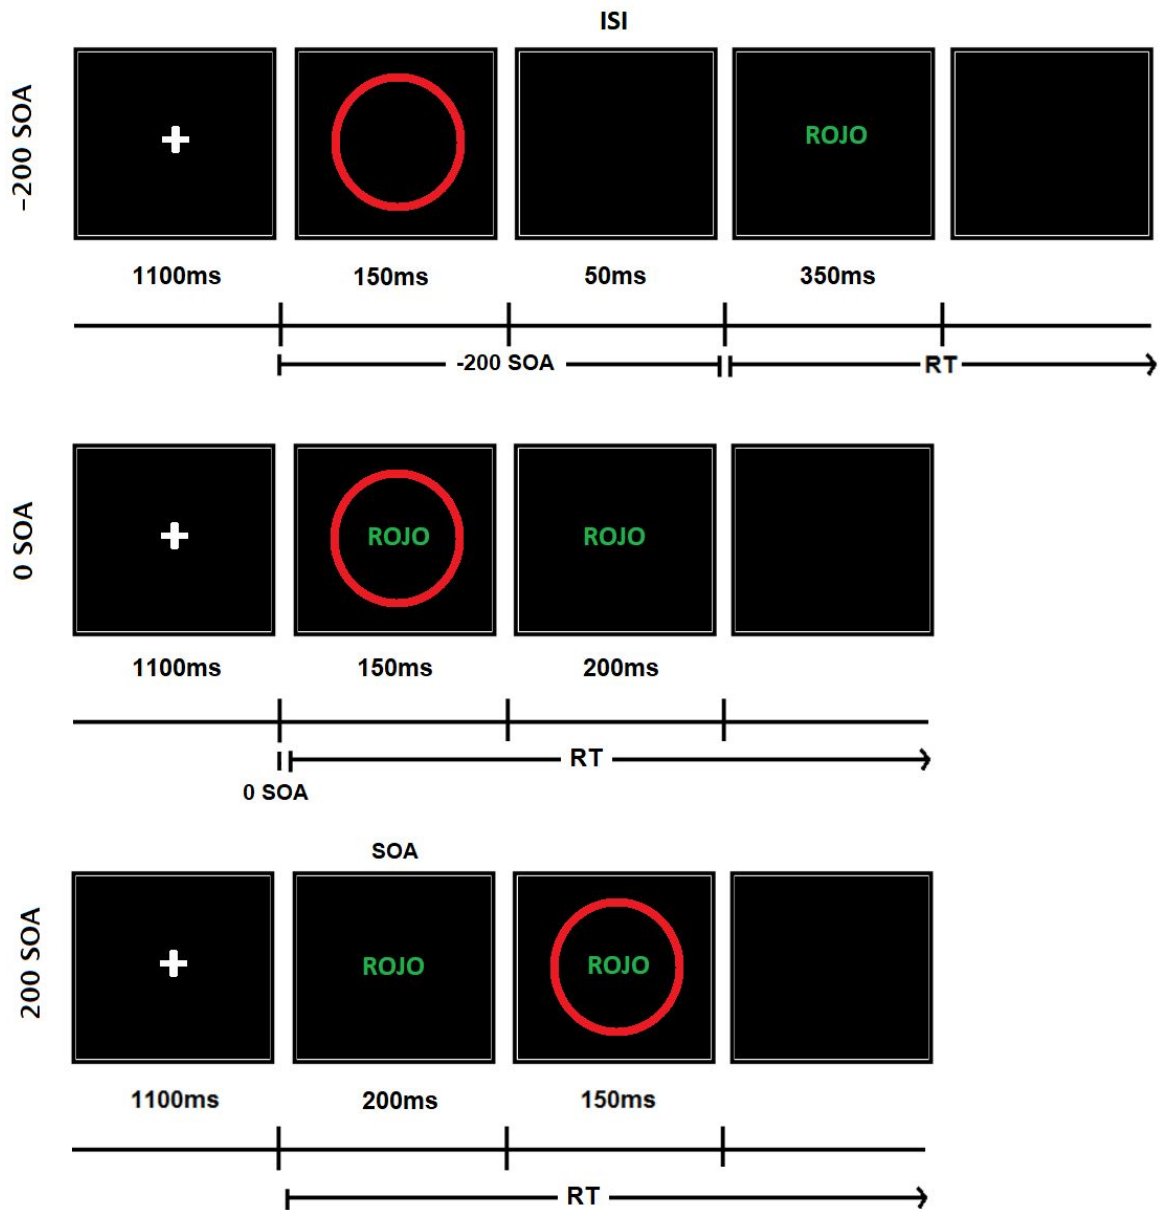 ISI
-200 SOA
ROJO
1100ms 150ms 50ms 350ms
-200 SOA RT
0 SOA
ROJO ROJO
1100ms 150ms 200ms
RT
0 SOA
SOA
200 SOA
ROJO ROJO
1100ms 200ms 150ms
RT